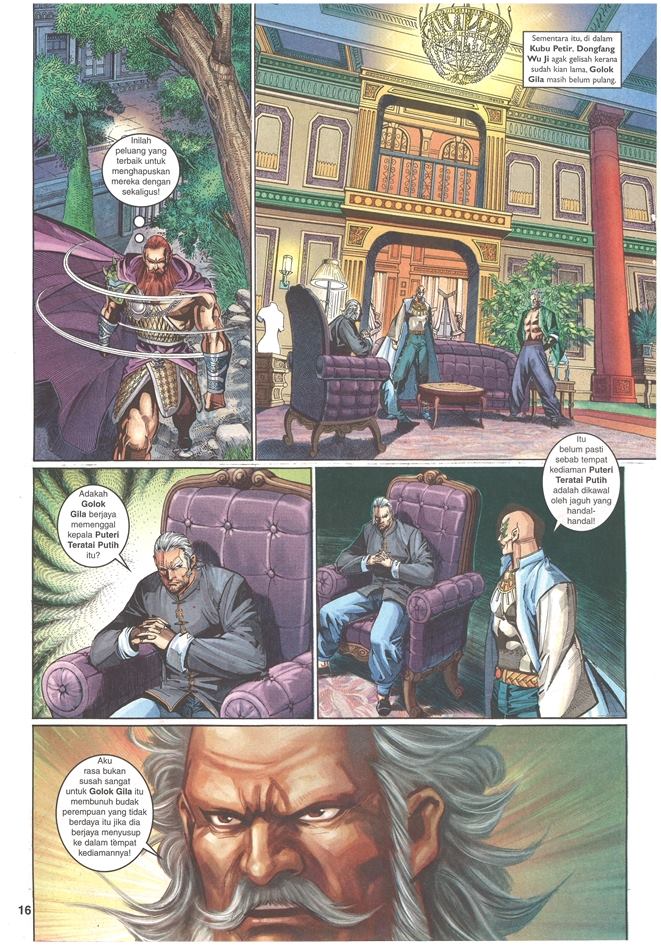 Inilah
peluang yang
terbaik untuk
menghapuskan
mereka dengan
sekaligus!
Sementara itu, di dalam
Kubu Petir, Dongfang
Wu Ji agak gelisah kerana
sudah kian lama, Golok
Gila masih belum pulang.
Adakah
Golok
Gila berjaya
memenggal
kepala Puteri
Teratai Putih
itu?
Itu
belum pasti
sebab tempat
kediaman Puteri
Teratai Putih
adalah dikawal
oleh jaguh yang
handal-
handal!
Aku
rasa bukan
susah sangat
untuk Golok Gila itu
membunuh budak
perempuan yang tidak
berdaya itu jika dia
berjaya menyusup
ke dalam tempat
kediamannya!
16